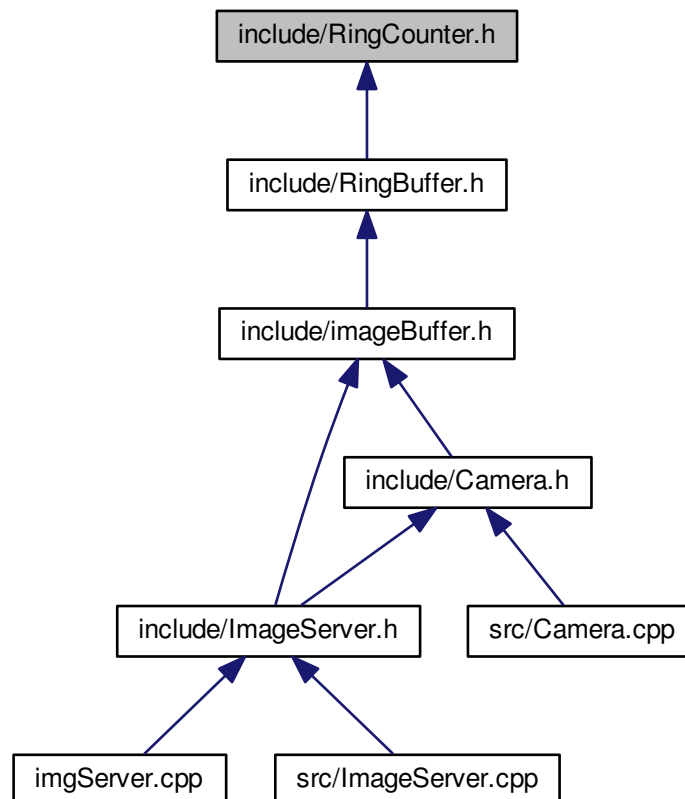 include/RingCounter.h
include/RingBuffer.h
include/imageBuffer.h
include/Camera.h
include/ImageServer.h
src/Camera.cpp
imgServer.cpp
src/ImageServer.cpp